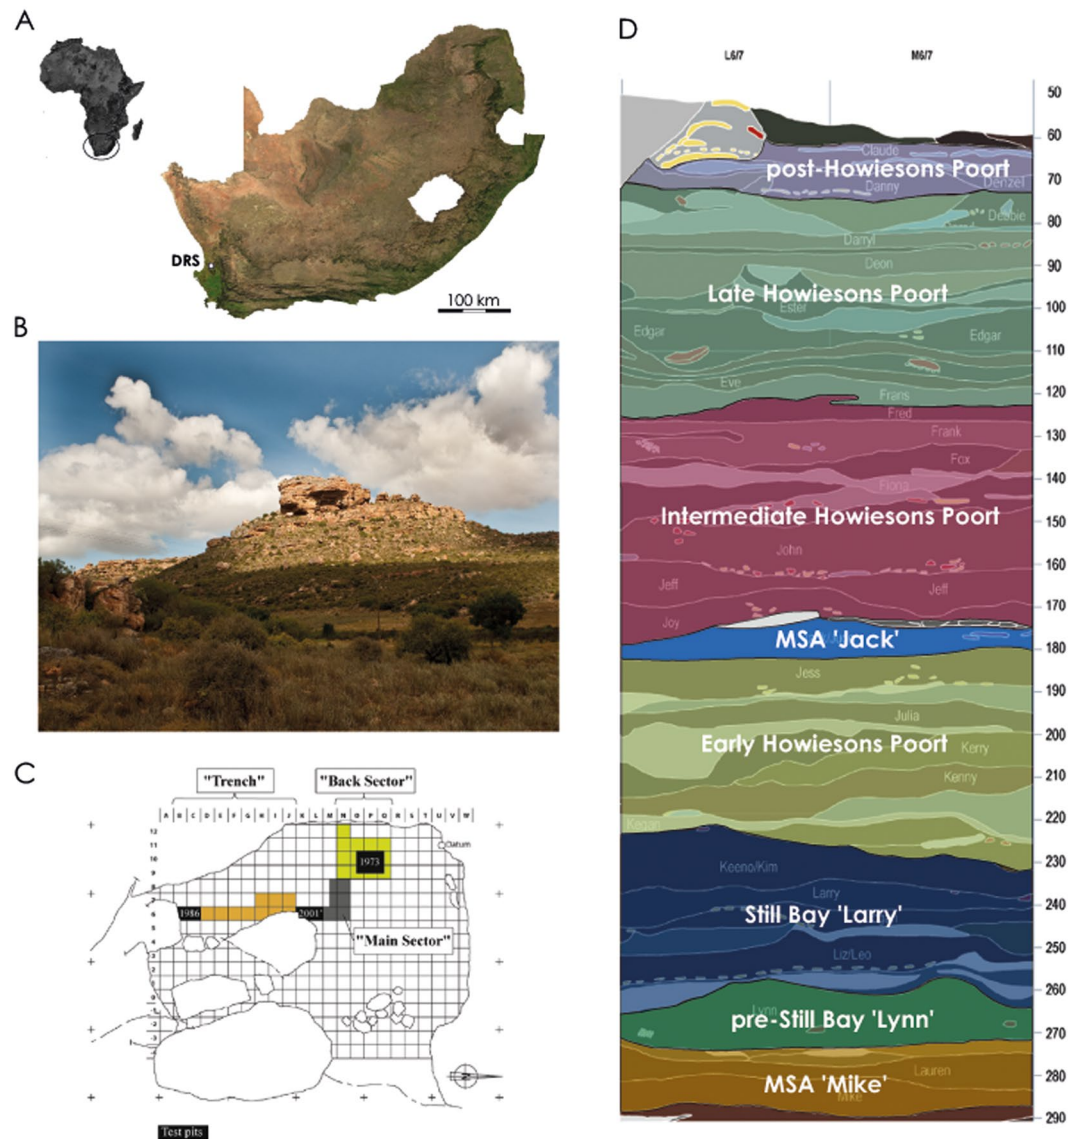 A
DRS
100 km
B
C
"Trench"
"Back Sector"
A B C D E F G H I J K L M N O P Q R S T U V W
12
11
10
9
8
7
6
5
4
3
2
Datum
1973
1986
2001'
"Main Sector"
N
Test pits
D
L6/7
M6/7
50
60
70
80
90
100
110
120
130
140
150
160
170
180
190
200
210
220
230
240
250
260
270
280
290
Claude
post-Howiesons Poort
Danny
Denzel
Debbie
Darryl
Deon
Late Howiesons Poort
Ester
Edgar
Edgar
Eve
Frans
Fred
Frank
Fox
Fiona
Intermediate Howiesons Poort
John
Jeff
Jeff
Joy
MSA 'Jack'
Jess
Julia
Early Howiesons Poort
Kerry
Kenny
Keeno/Kim
Larry
Still Bay 'Larry'
Liz/Leo
Lynn
pre-Still Bay 'Lynn'
Lauren
MSA 'Mike'
Mike